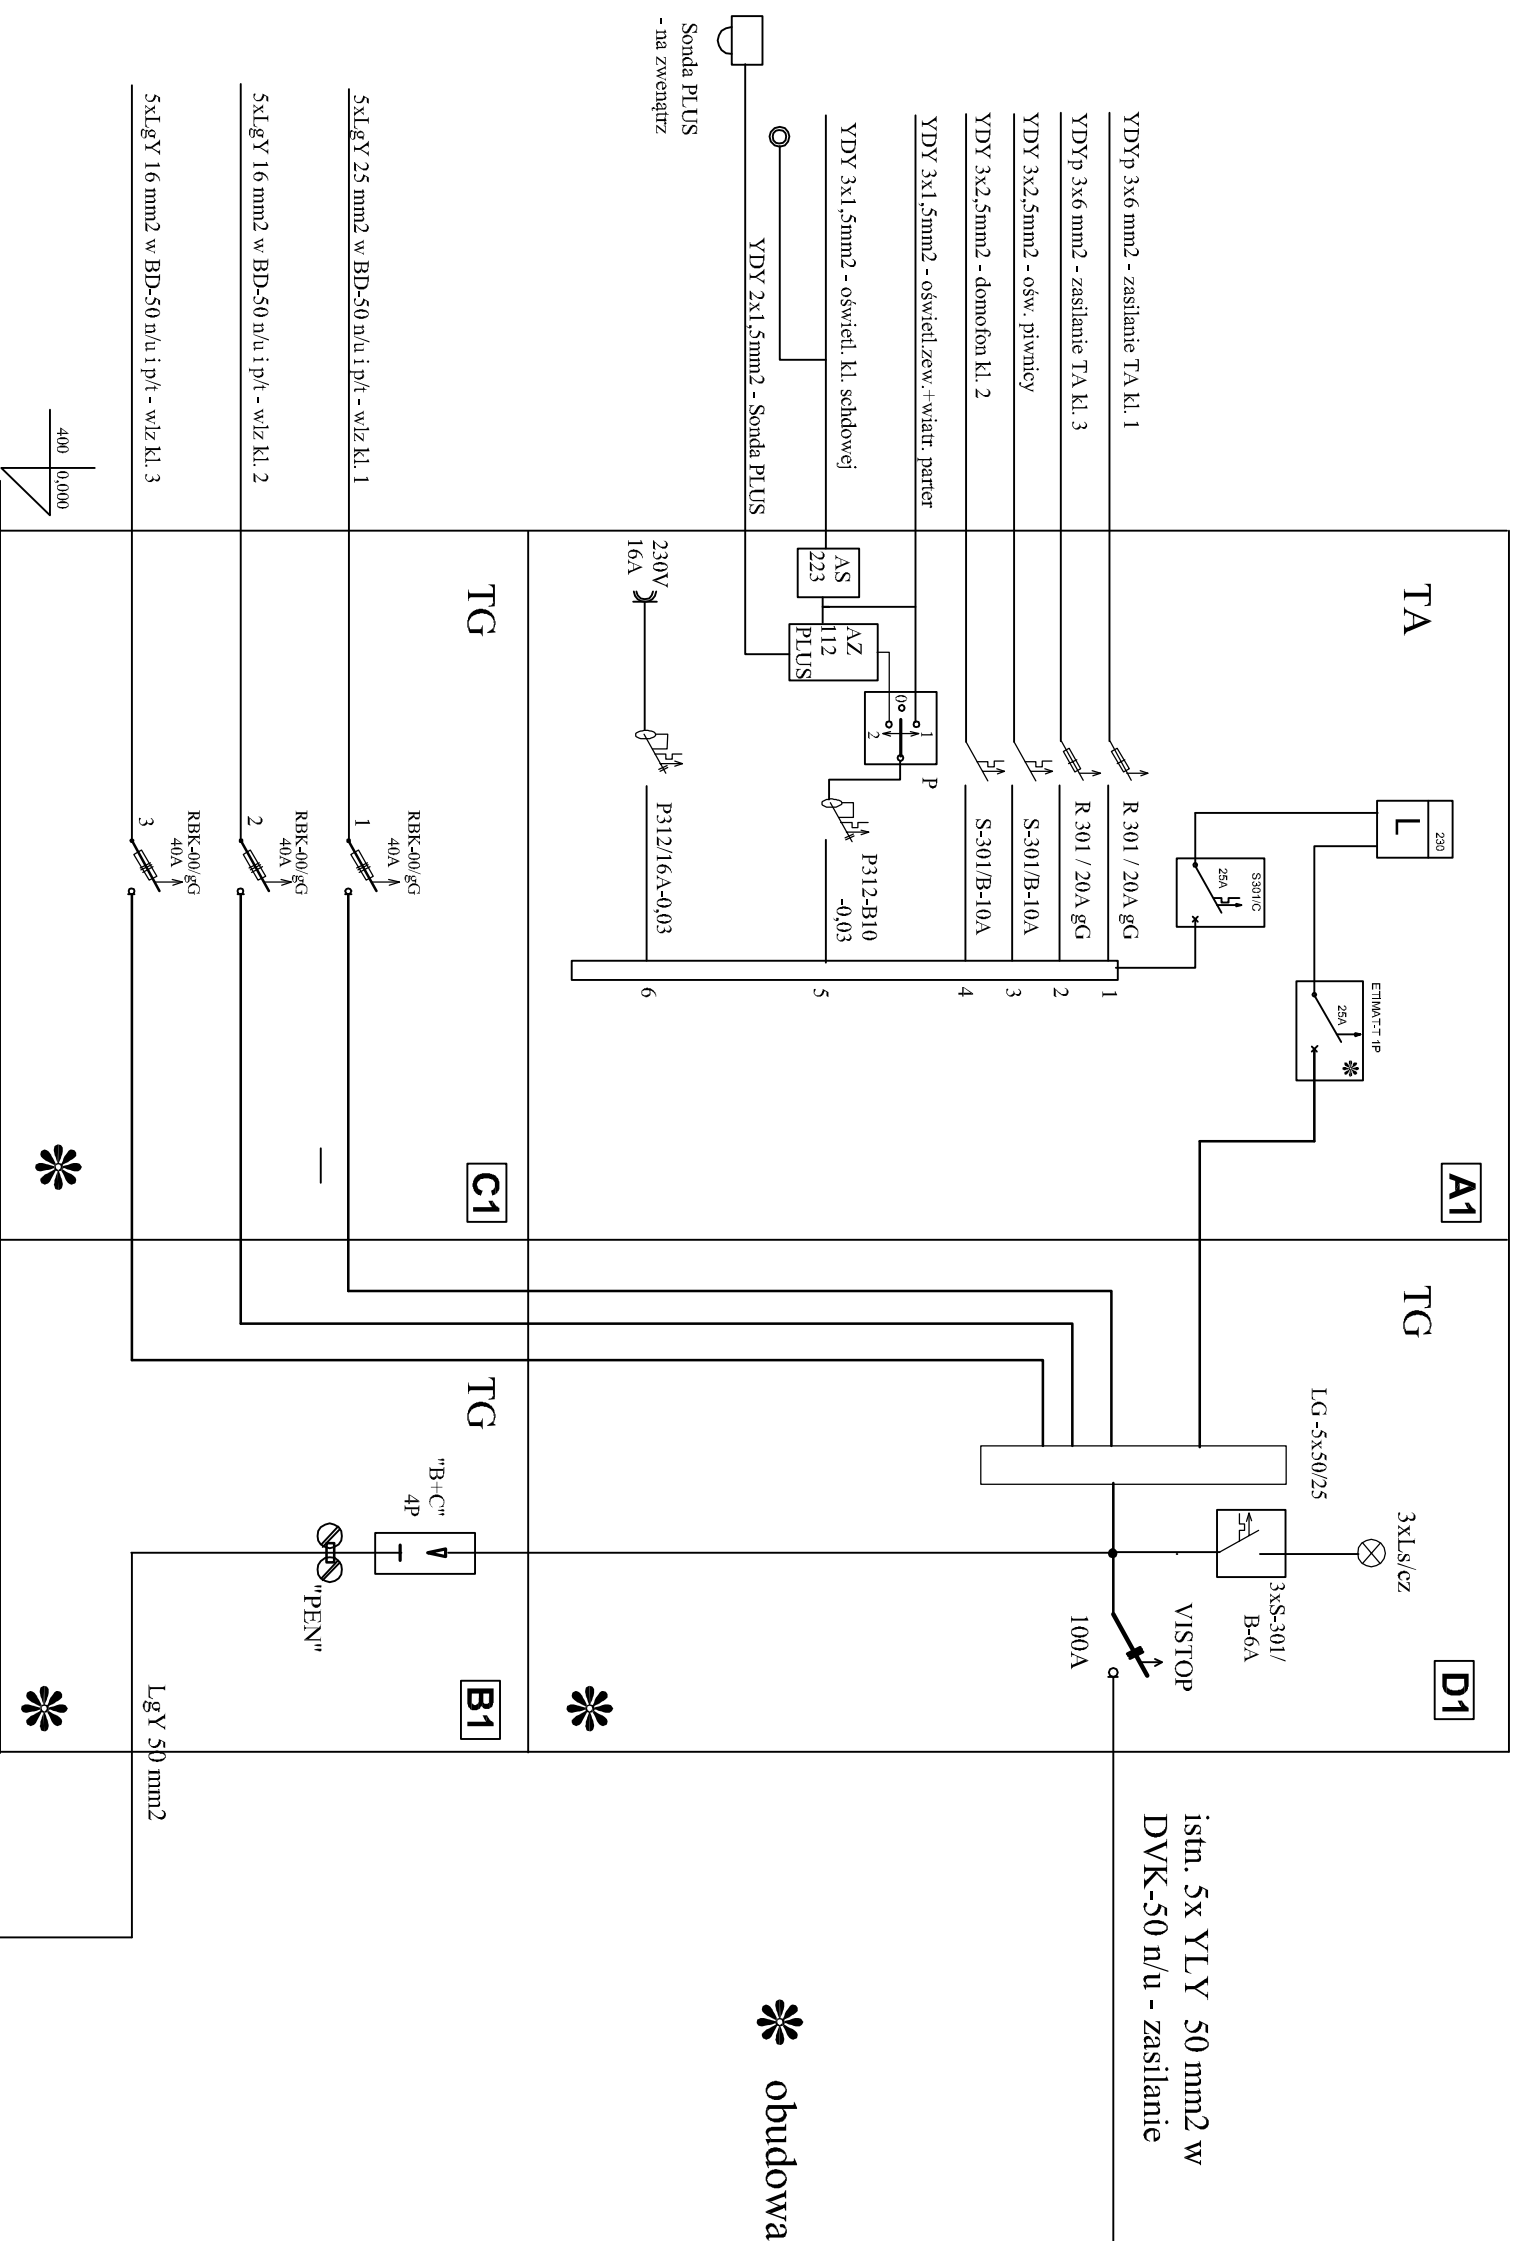 Sonda PLUS
- na zwenątrz
YDYp 3x6 mm2 - zasilanie TA kl. 1
YDYp 3x6 mm2 - zasilanie TA kl. 3
YDY 3x2,5mm2 - ośw. piwnicy
YDY 3x2,5mm2 - domofon kl. 2
YDY 3x1,5mm2 - oświetl.zew.+wiatr. parter
YDY 3x1,5mm2 - oświetl. kl. schdowej
YDY 2x1,5mm2 - Sonda PLUS
5xLgY 25 mm2 w BD-50 n/u i p/t - wlz kl. 1
5xLgY 16 mm2 w BD-50 n/u i p/t - wlz kl. 2
5xLgY 16 mm2 w BD-50 n/u i p/t - wlz kl. 3
400 0,000
TA
230
L
S301/C
25A
ETIMAT-T 1P
25A
A1
R 301 / 20A gG
R 301 / 20A gG
S-301/B-10A
S-301/B-10A
P
0
1
2
P312-B10
-0,03
P312/16A-0,03
AS
223
AZ
112
PLUS
230V
16A
1
2
3
4
5
6
TG
RBK-00/gG
40A
1
RBK-00/gG
40A
2
RBK-00/gG
40A
3
C1
TG
LG -5x50/25
3xLs/cz
3xS-301/
B-6A
VISTOP
100A
D1
TG
"B+C"
4P
"PEN"
B1
LgY 50 mm2
istn. 5x YLY 50 mm2 w
DVK-50 n/u - zasilanie
obudowa